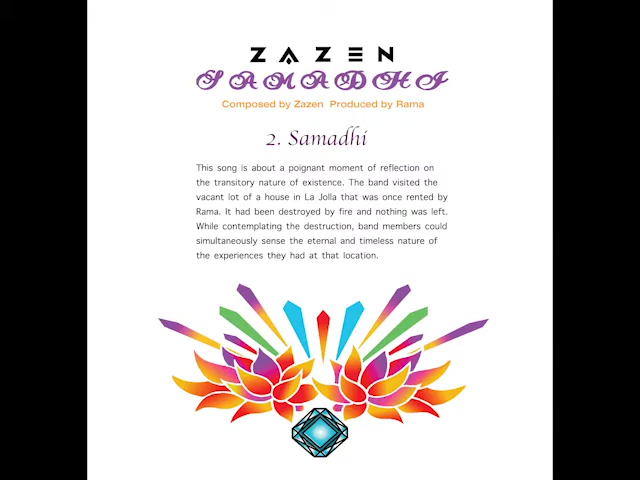 ZAZEN
SAMADHI
Composed by Zazen Produced by Rama
2. Samadhi
This song is about a poignant moment of reflection on
the transitory nature of existence. The band visited the
vacant lot of a house in La Jolla that was once rented by
Rama. It had been destroyed by fire and nothing was left.
While contemplating the destruction, band members could
simultaneously sense the eternal and timeless nature of
the experiences they had at that location.